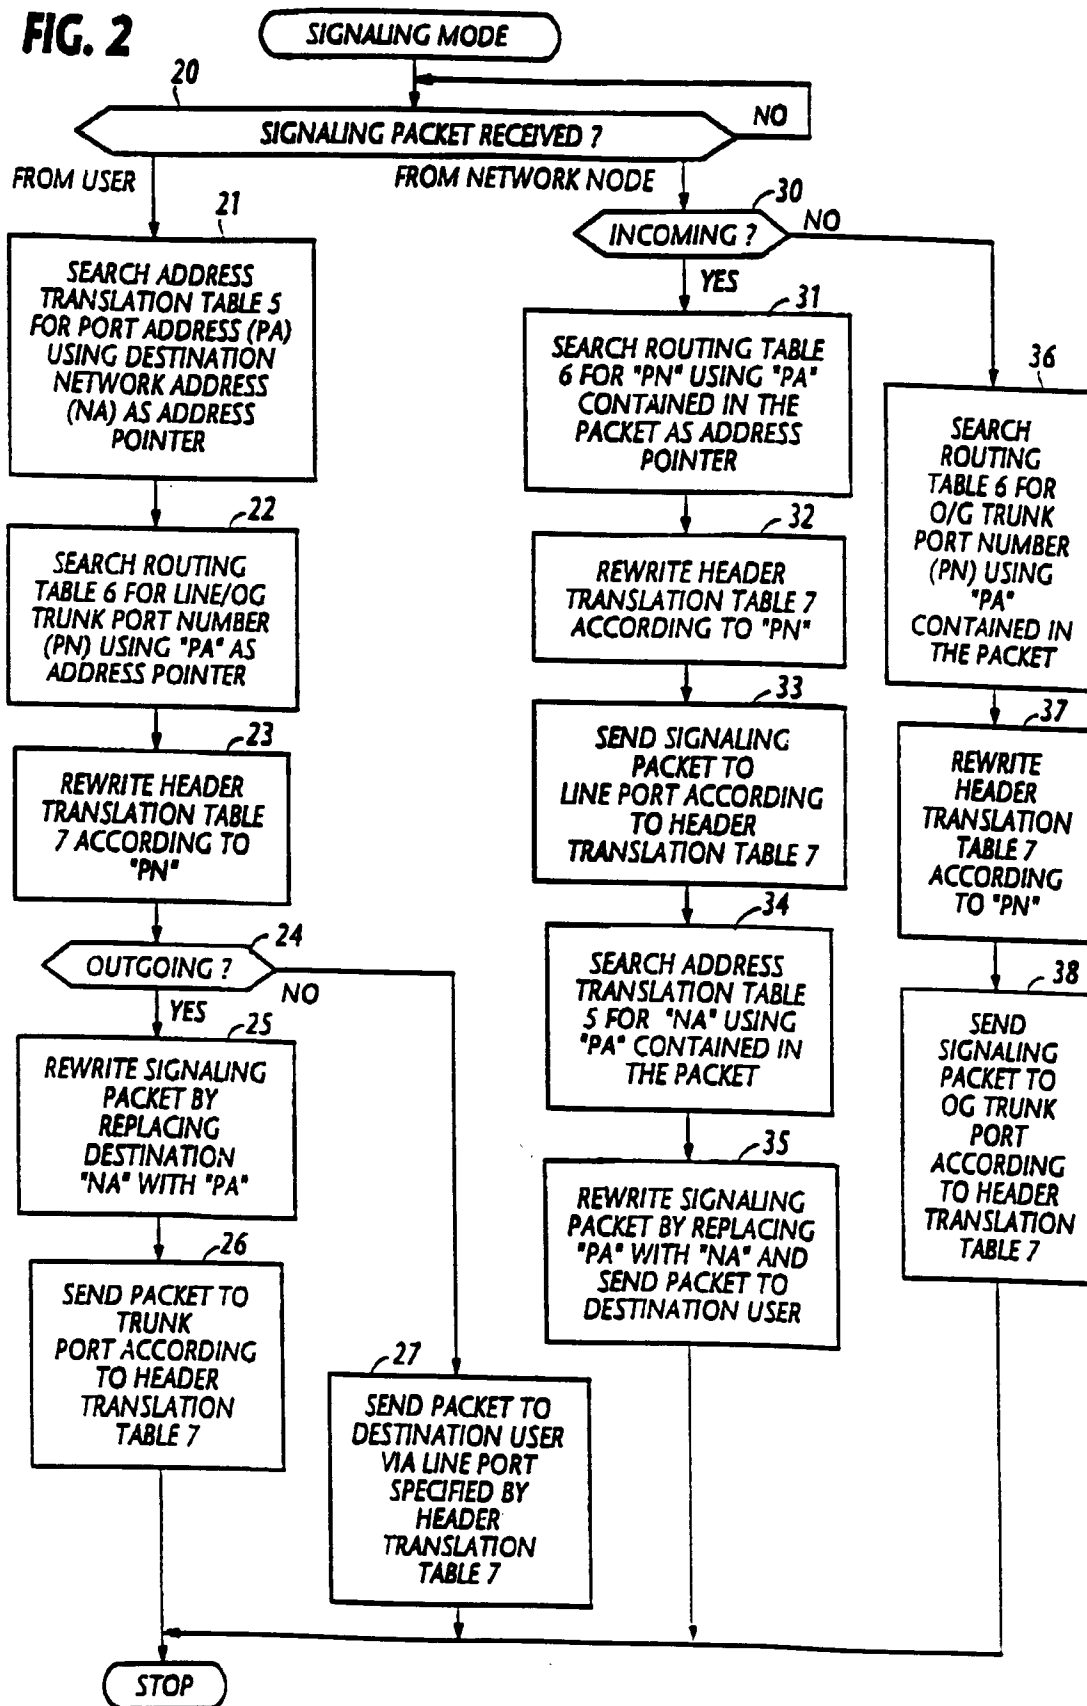 FIG. 2
SIGNALING MODE
20
SIGNALING PACKET RECEIVED ?
NO
FROM USER
FROM NETWORK NODE
21
SEARCH ADDRESS
TRANSLATION TABLE 5
FOR PORT ADDRESS (PA)
USING DESTINATION
NETWORK ADDRESS
(NA) AS ADDRESS
POINTER
22
SEARCH ROUTING
TABLE 6 FOR LINE/OG
TRUNK PORT NUMBER
(PN) USING "PA" AS
ADDRESS POINTER
23
REWRITE HEADER
TRANSLATION TABLE
7 ACCORDING TO
"PN"
24
OUTGOING ?
NO
YES
25
REWRITE SIGNALING
PACKET BY
REPLACING
DESTINATION
"NA" WITH "PA"
26
SEND PACKET TO
TRUNK
PORT ACCORDING
TO HEADER
TRANSLATION
TABLE 7
27
SEND PACKET TO
DESTINATION USER
VIA LINE PORT
SPECIFIED BY
HEADER
TRANSLATION
TABLE 7
30
INCOMING ?
NO
YES
31
SEARCH ROUTING TABLE
6 FOR "PN" USING "PA"
CONTAINED IN THE
PACKET AS ADDRESS
POINTER
32
REWRITE HEADER
TRANSLATION TABLE 7
ACCORDING TO "PN"
33
SEND SIGNALING
PACKET TO
LINE PORT ACCORDING
TO HEADER
TRANSLATION TABLE 7
34
SEARCH ADDRESS
TRANSLATION TABLE
5 FOR "NA" USING
"PA" CONTAINED IN
THE PACKET
35
REWRITE SIGNALING
PACKET BY REPLACING
"PA" WITH "NA" AND
SEND PACKET TO
DESTINATION USER
36
SEARCH
ROUTING
TABLE 6 FOR
O/G TRUNK
PORT NUMBER
(PN) USING
"PA"
CONTAINED IN
THE PACKET
37
REWRITE
HEADER
TRANSLATION
TABLE 7
ACCORDING
TO "PN"
38
SEND
SIGNALING
PACKET TO
OG TRUNK
PORT
ACCORDING
TO HEADER
TRANSLATION
TABLE 7
STOP